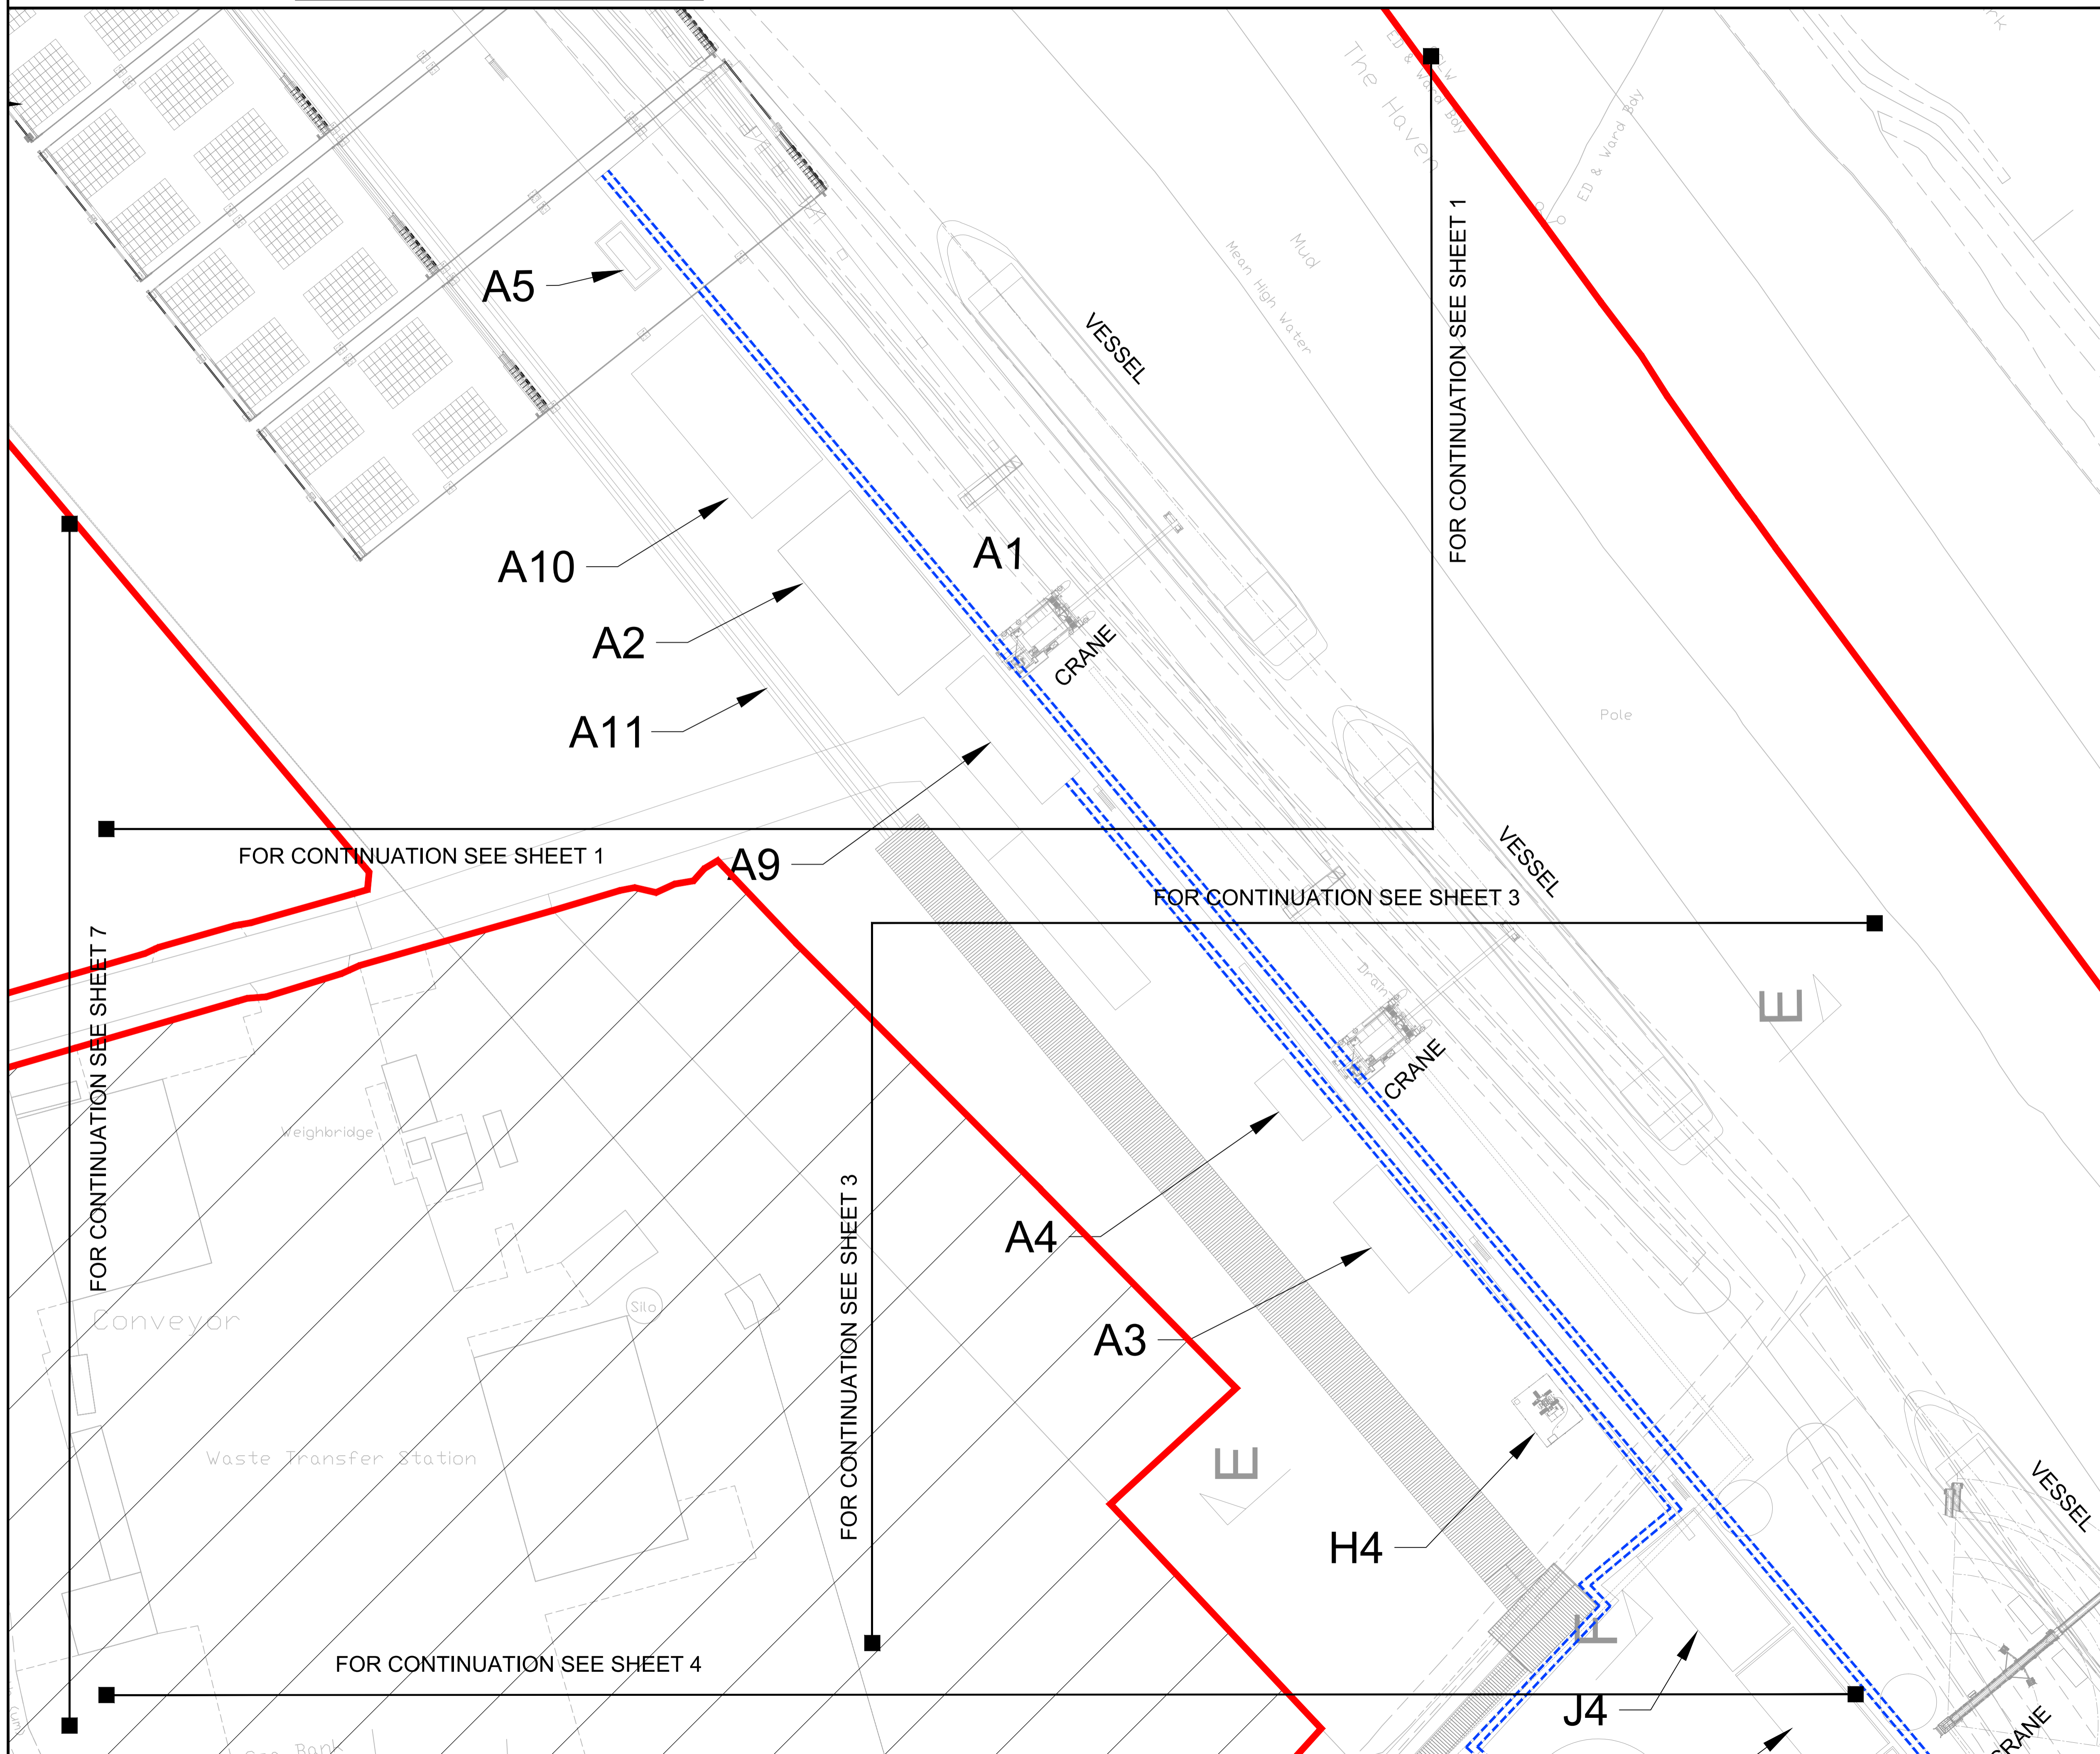 The Haven
ED & Ward Bdy
ED & Ward Bdy
Mud
Mean High Water
FOR CONTINUATION SEE SHEET 1
VESSEL
A5
A10
A1
A2
CRANE
A11
Pole
FOR CONTINUATION SEE SHEET 1
A9
VESSEL
FOR CONTINUATION SEE SHEET 3
FOR CONTINUATION SEE SHEET 7
Drain
E
CRANE
Weighbridge
A4
FOR CONTINUATION SEE SHEET 3
Silo
Conveyor
A3
Waste Transfer Station
E
VESSEL
H4
F
FOR CONTINUATION SEE SHEET 4
J4
CRANE
Bank